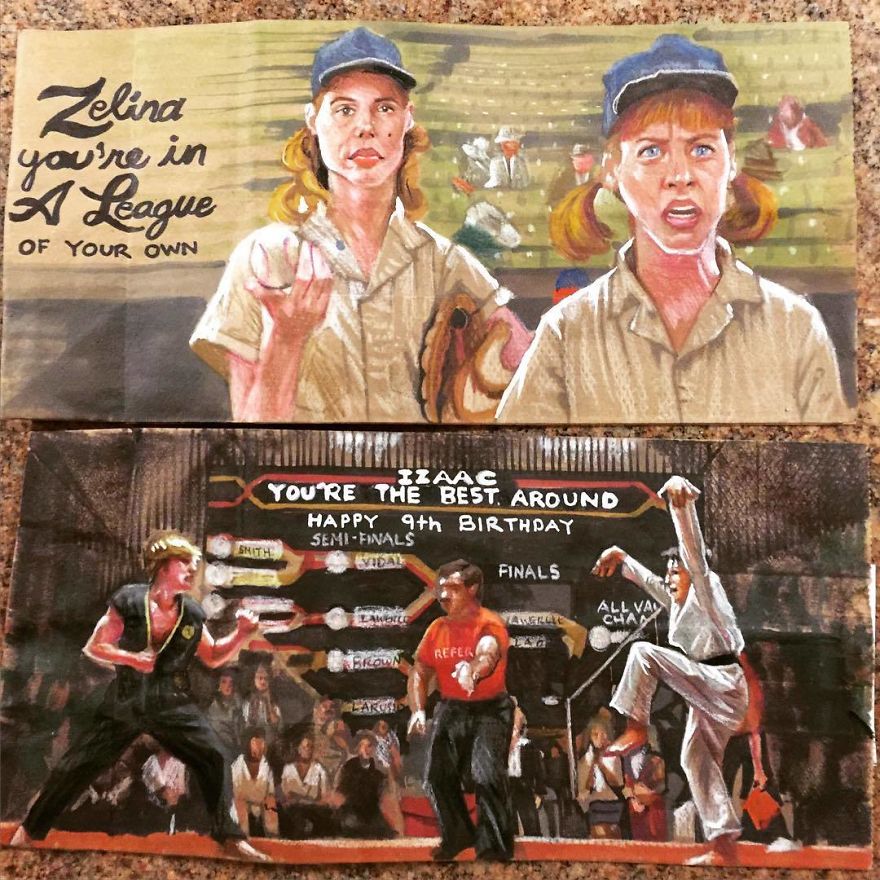 Zelina
you're in
A League
OF YOUR OWN
IZAAC
YOU'RE THE BEST AROUND
HAPPY 9th BIRTHDAY
SEMI-FINALS
SMITH
VIDAL
FINALS
ALL VAL
CHAM
REFER
BROWN